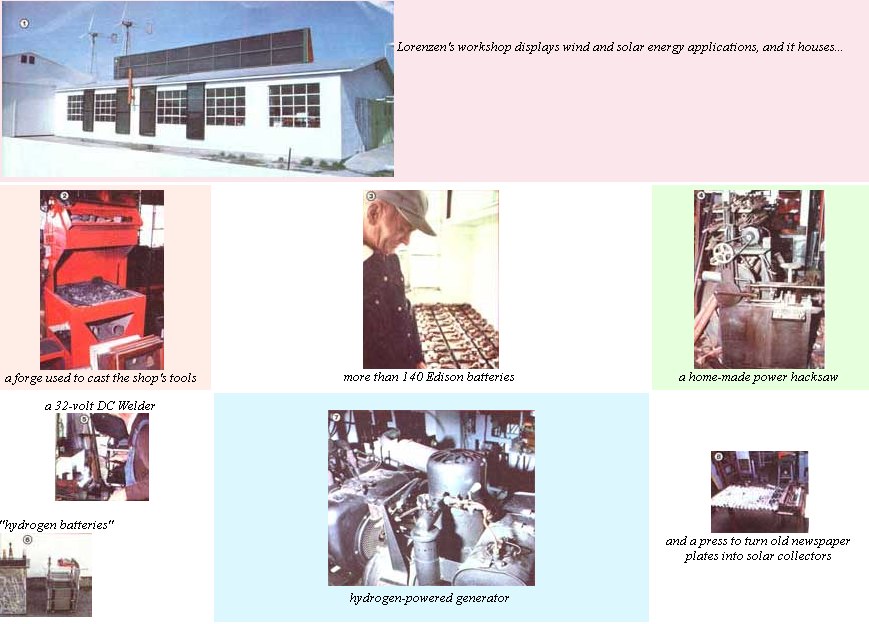 1
Lorenzen's workshop displays wind and solar energy applications, and it houses...
2
a forge used to cast the shop's tools
3
more than 140 Edison batteries
4
a home-made power hacksaw
a 32-volt DC Welder
5
"hydrogen batteries"
6
7
hydrogen-powered generator
8
and a press to turn old newspaper
plates into solar collectors